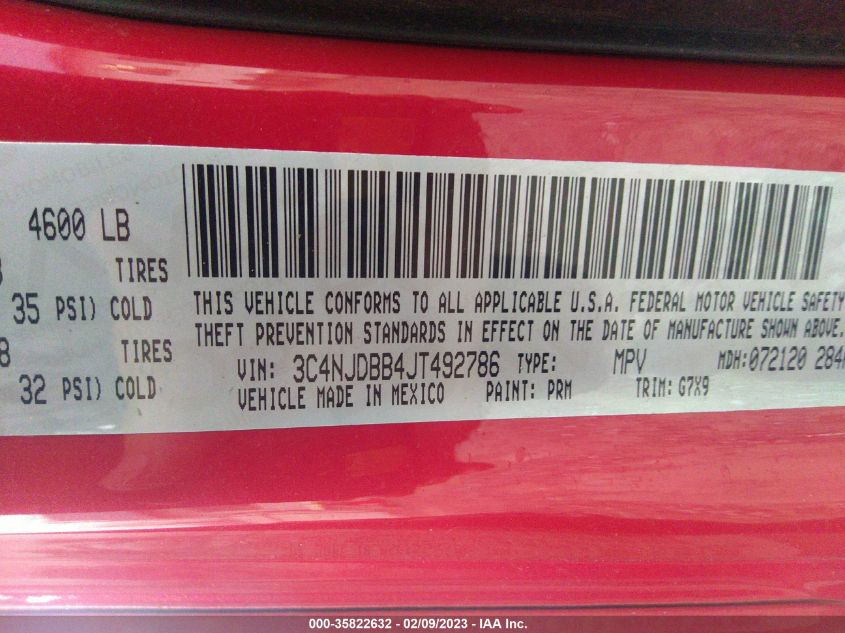 4600 LB
TIRES
35 PSI) COLD
TIRES
32 PSI) COLD
THIS VEHICLE CONFORMS TO ALL APPLICABLE U.S.A. FEDERAL MOTOR VEHICLE SAFETY
THEFT PREVENTION STANDARDS IN EFFECT ON THE DATE OF MANUFACTURE SHOWN ABOVE.
VIN: 3C4NJDBB4JT492786 TYPE: MPV MDH:072120 284
VEHICLE MADE IN MEXICO PAINT: PRM TRIM: G7X9
000-35822632 - 02/09/2023 - IAA Inc.